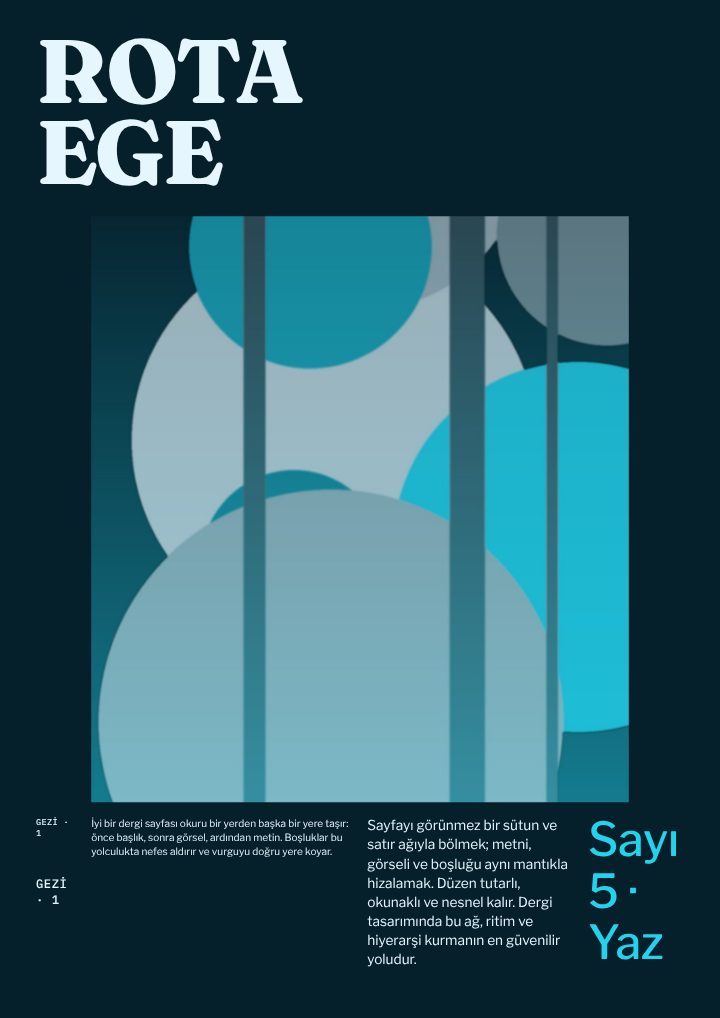 ROTA
EGE
GEZİ ·
1
GEZİ
· 1
İyi bir dergi sayfası okuru bir yerden başka bir yere taşır:
önce başlık, sonra görsel, ardından metin. Boşluklar bu
yolculukta nefes aldırır ve vurguyu doğru yere koyar.
Sayfayı görünmez bir sütun ve
satır ağıyla bölmek; metni,
görseli ve boşluğu aynı mantıkla
hizalamak. Düzen tutarlı,
okunaklı ve nesnel kalır. Dergi
tasarımında bu ağ, ritim ve
hiyerarşi kurmanın en güvenilir
yoludur.
Sayı
5 ·
Yaz